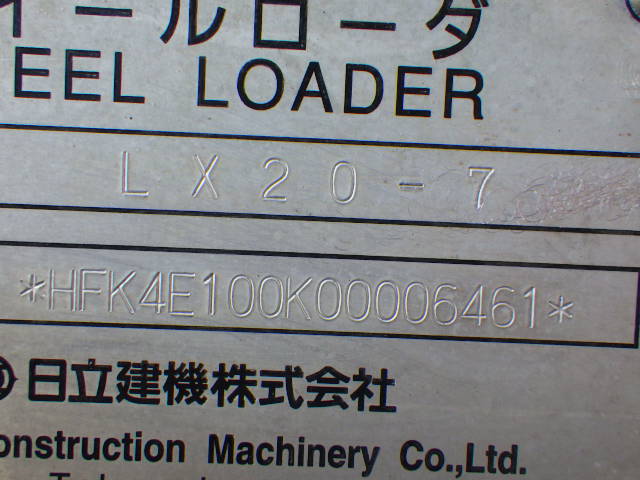 イールローダ
EEL LOADER
LX20-7
*HFK4E100K00006461*
日立建機株式会社
onstruction Machinery Co.,Ltd.